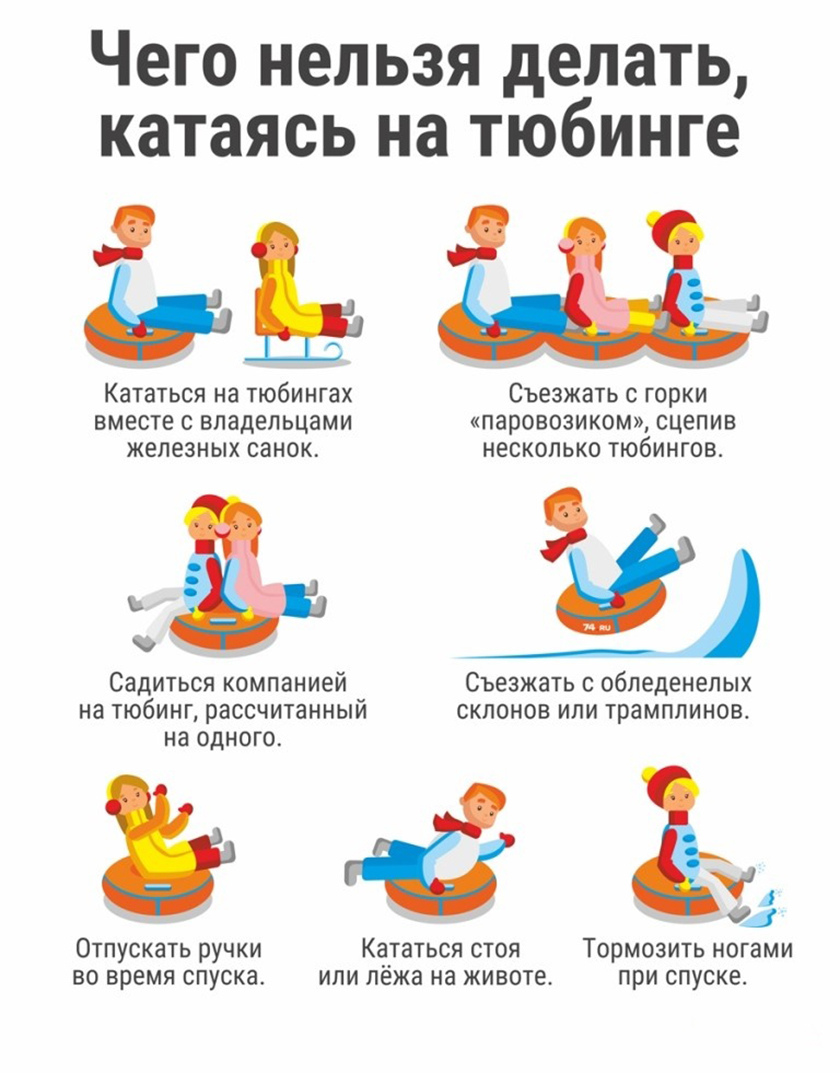 Чего нельзя делать,
катаясь на тюбинге
Кататься на тюбингах
вместе с владельцами
железных санок.
Съезжать с горки
«паровозиком», сцепив
несколько тюбингов.
Садиться компанией
на тюбинг, рассчитанный
на одного.
74 RU
Съезжать с обледенелых
склонов или трамплинов.
Отпускать ручки
во время спуска.
Кататься стоя
или лёжа на животе.
Тормозить ногами
при спуске.